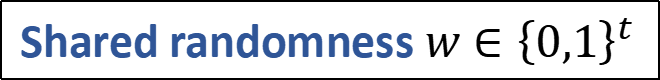 Shared randomness w ∈ {0,1}^t